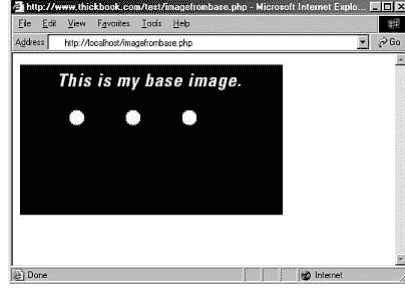 http://www.thickbook.com/test/imagefrombase.php - Microsoft Internet Explo...
File Edit View Favorites Tools Help
Address http://localhost/imagefrombase.php Go
This is my base image.
Done Internet